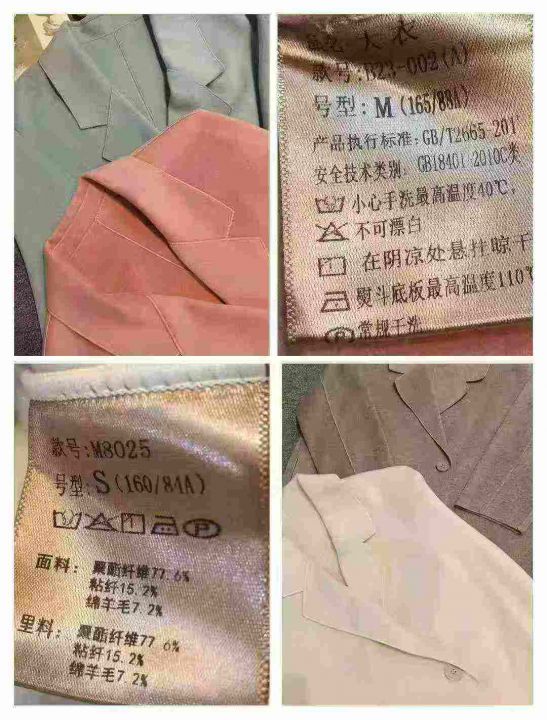 品名 大衣
款号:B23-002(A)
号型: M (165/88A)
产品执行标准: GB/T2665-201
安全技术类别: GB18401-2010C类
小心手洗最高温度40℃,
不可漂白
在阴凉处悬挂晾干
熨斗底板最高温度110℃
常规干洗
款号:M8025
号型: S (160/84A)
P
面料: 聚酯纤维77.6%
粘纤15.2%
绵羊毛7.2%
里料: 聚酯纤维77 6%
粘纤15.2%
绵羊毛7.2%